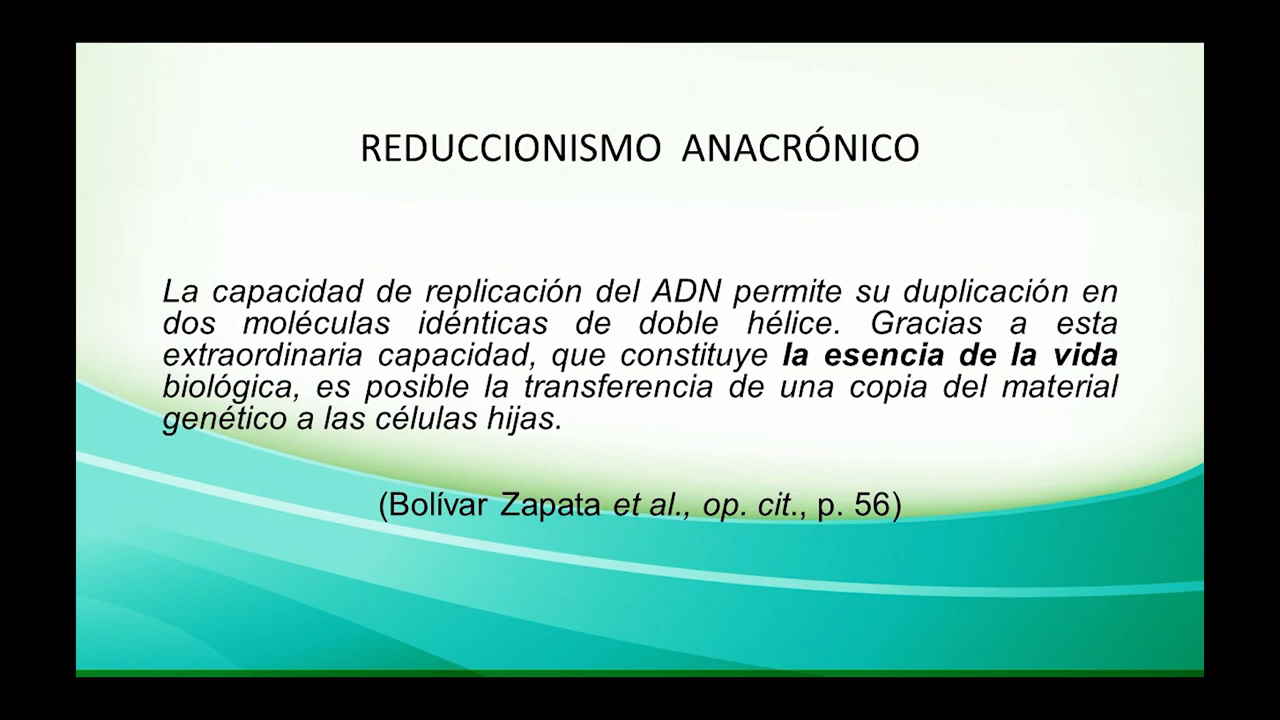 REDUCCIONISMO ANACRÓNICO
La capacidad de replicación del ADN permite su duplicación en
dos moléculas idénticas de doble hélice. Gracias a esta
extraordinaria capacidad, que constituye la esencia de la vida
biológica, es posible la transferencia de una copia del material
genético a las células hijas.
(Bolívar Zapata et al., op. cit., p. 56)